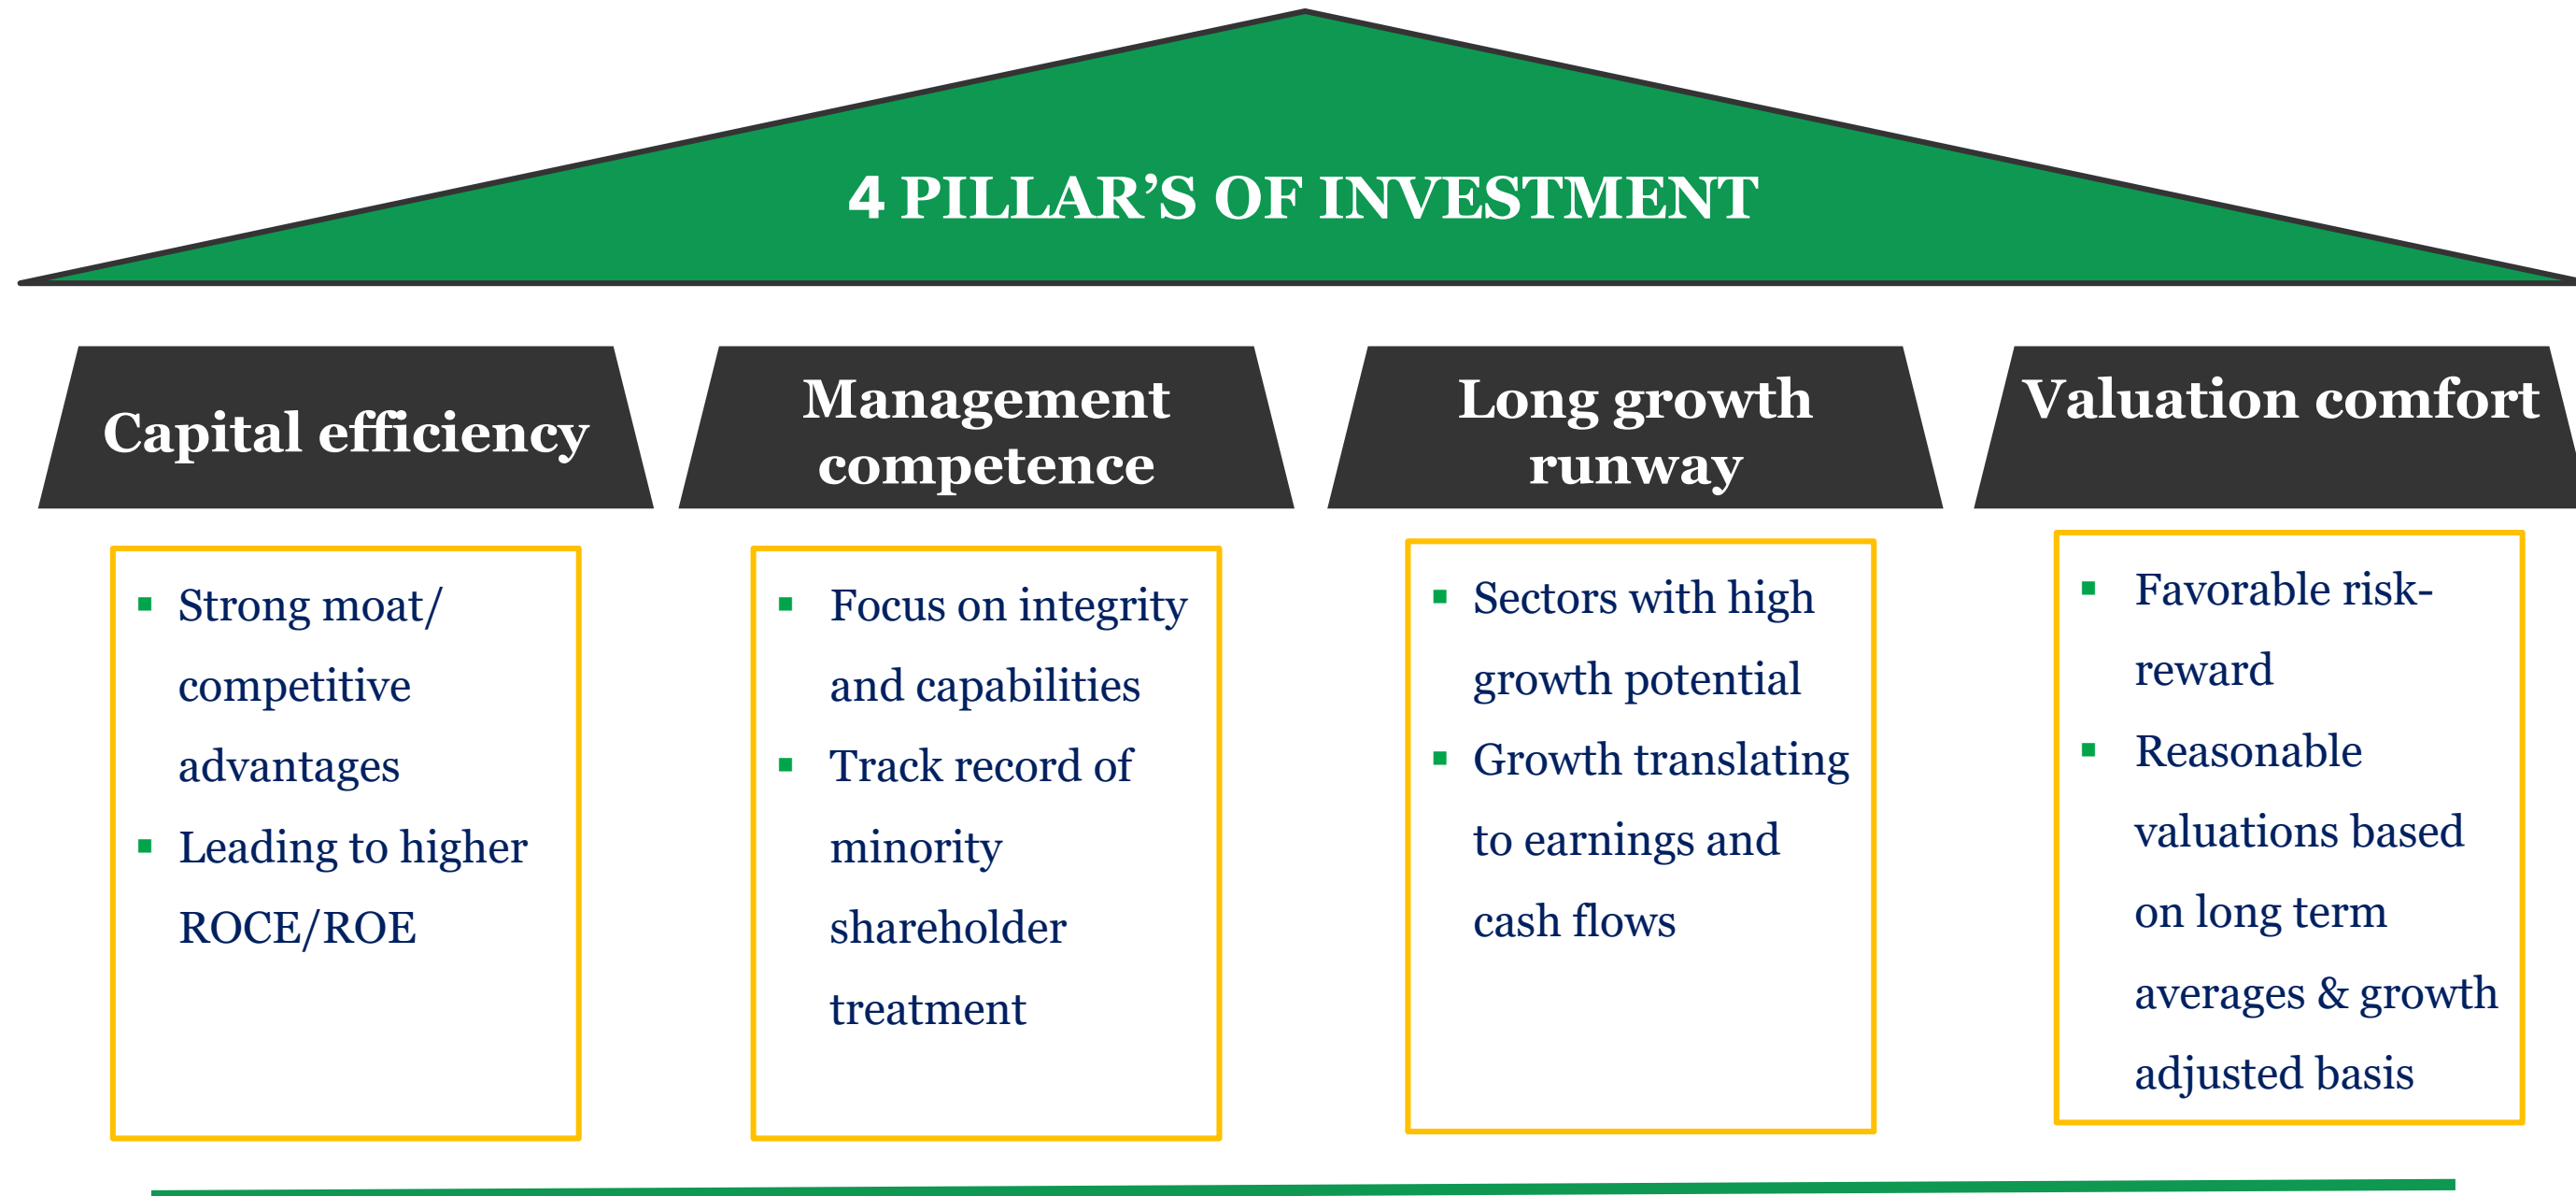 4 PILLAR’S OF INVESTMENT
Capital efficiency
Strong moat/
competitive
advantages
Leading to higher
ROCE/ROE
Management
competence
Focus on integrity
and capabilities
Track record of
minority
shareholder
treatment
Long growth
runway
Sectors with high
growth potential
Growth translating
to earnings and
cash flows
Valuation comfort
Favorable risk-
reward
Reasonable
valuations based
on long term
averages & growth
adjusted basis